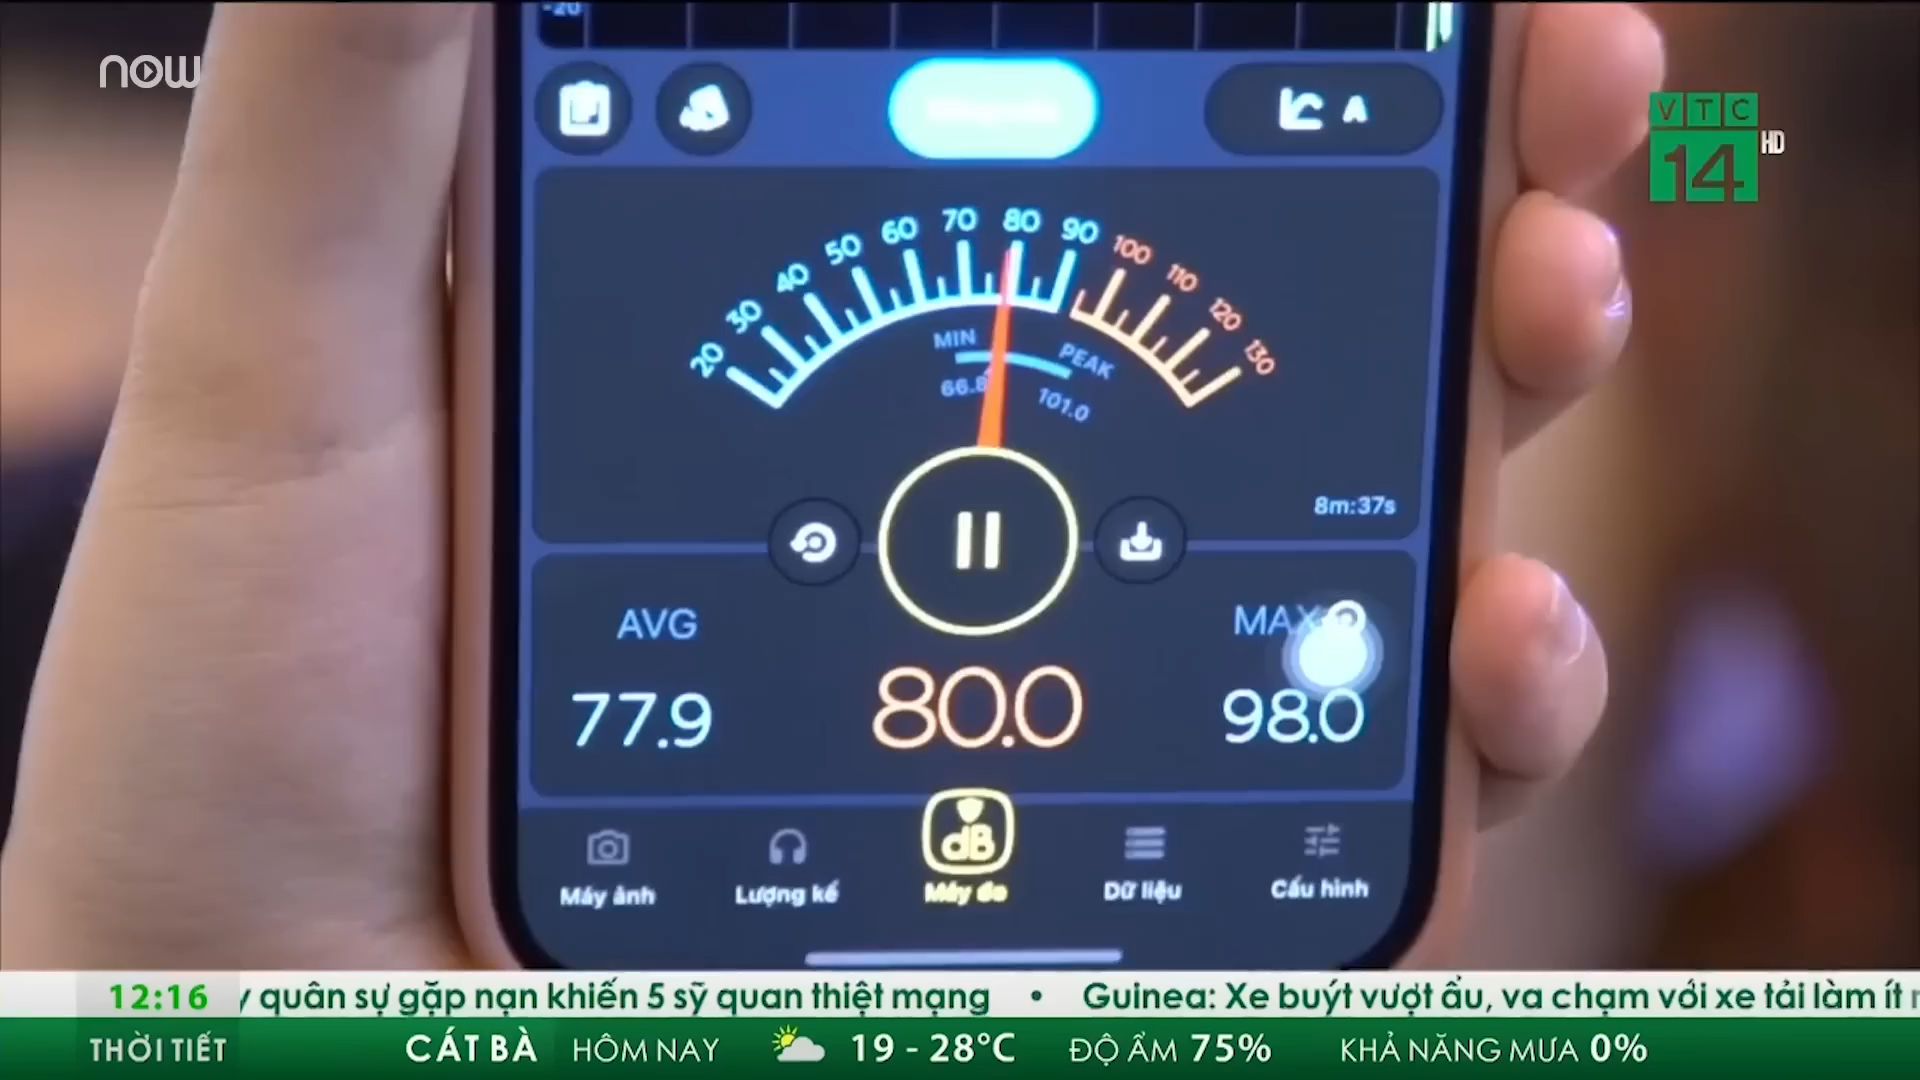 -20
now
VTC
14
HD
A
20 30 40 50 60 70 80 90 100 110 120 130
MIN
PEAK
66.8
101.0
8m:37s
AVG
MAX
77.9
80.0
98.0
dB
Máy ảnh
Lượng kế
Máy đo
Dữ liệu
Cấu hình
12:16 quân sự gặp nạn khiến 5 sỹ quan thiệt mạng • Guinea: Xe buýt vượt ẩu, va chạm với xe tải làm ít
THỜI TIẾT CÁT BÀ HÔM NAY 19 - 28°C ĐỘ ẨM 75% KHẢ NĂNG MƯA 0%